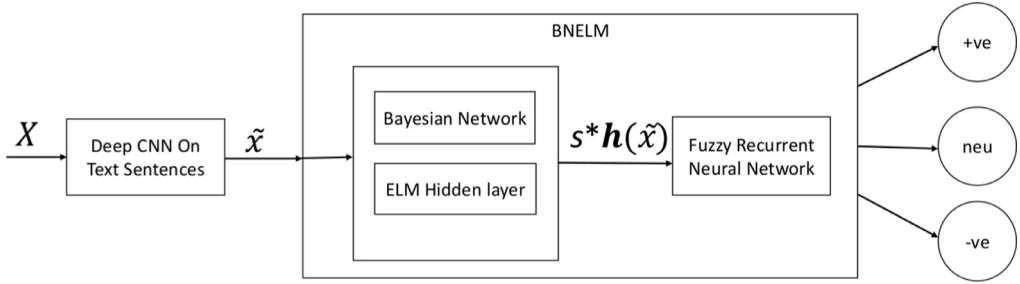 BNELM
X
Deep CNN On
Text Sentences
x̃
Bayesian Network
ELM Hidden layer
s*h(x̃)
Fuzzy Recurrent
Neural Network
+ve
neu
-ve